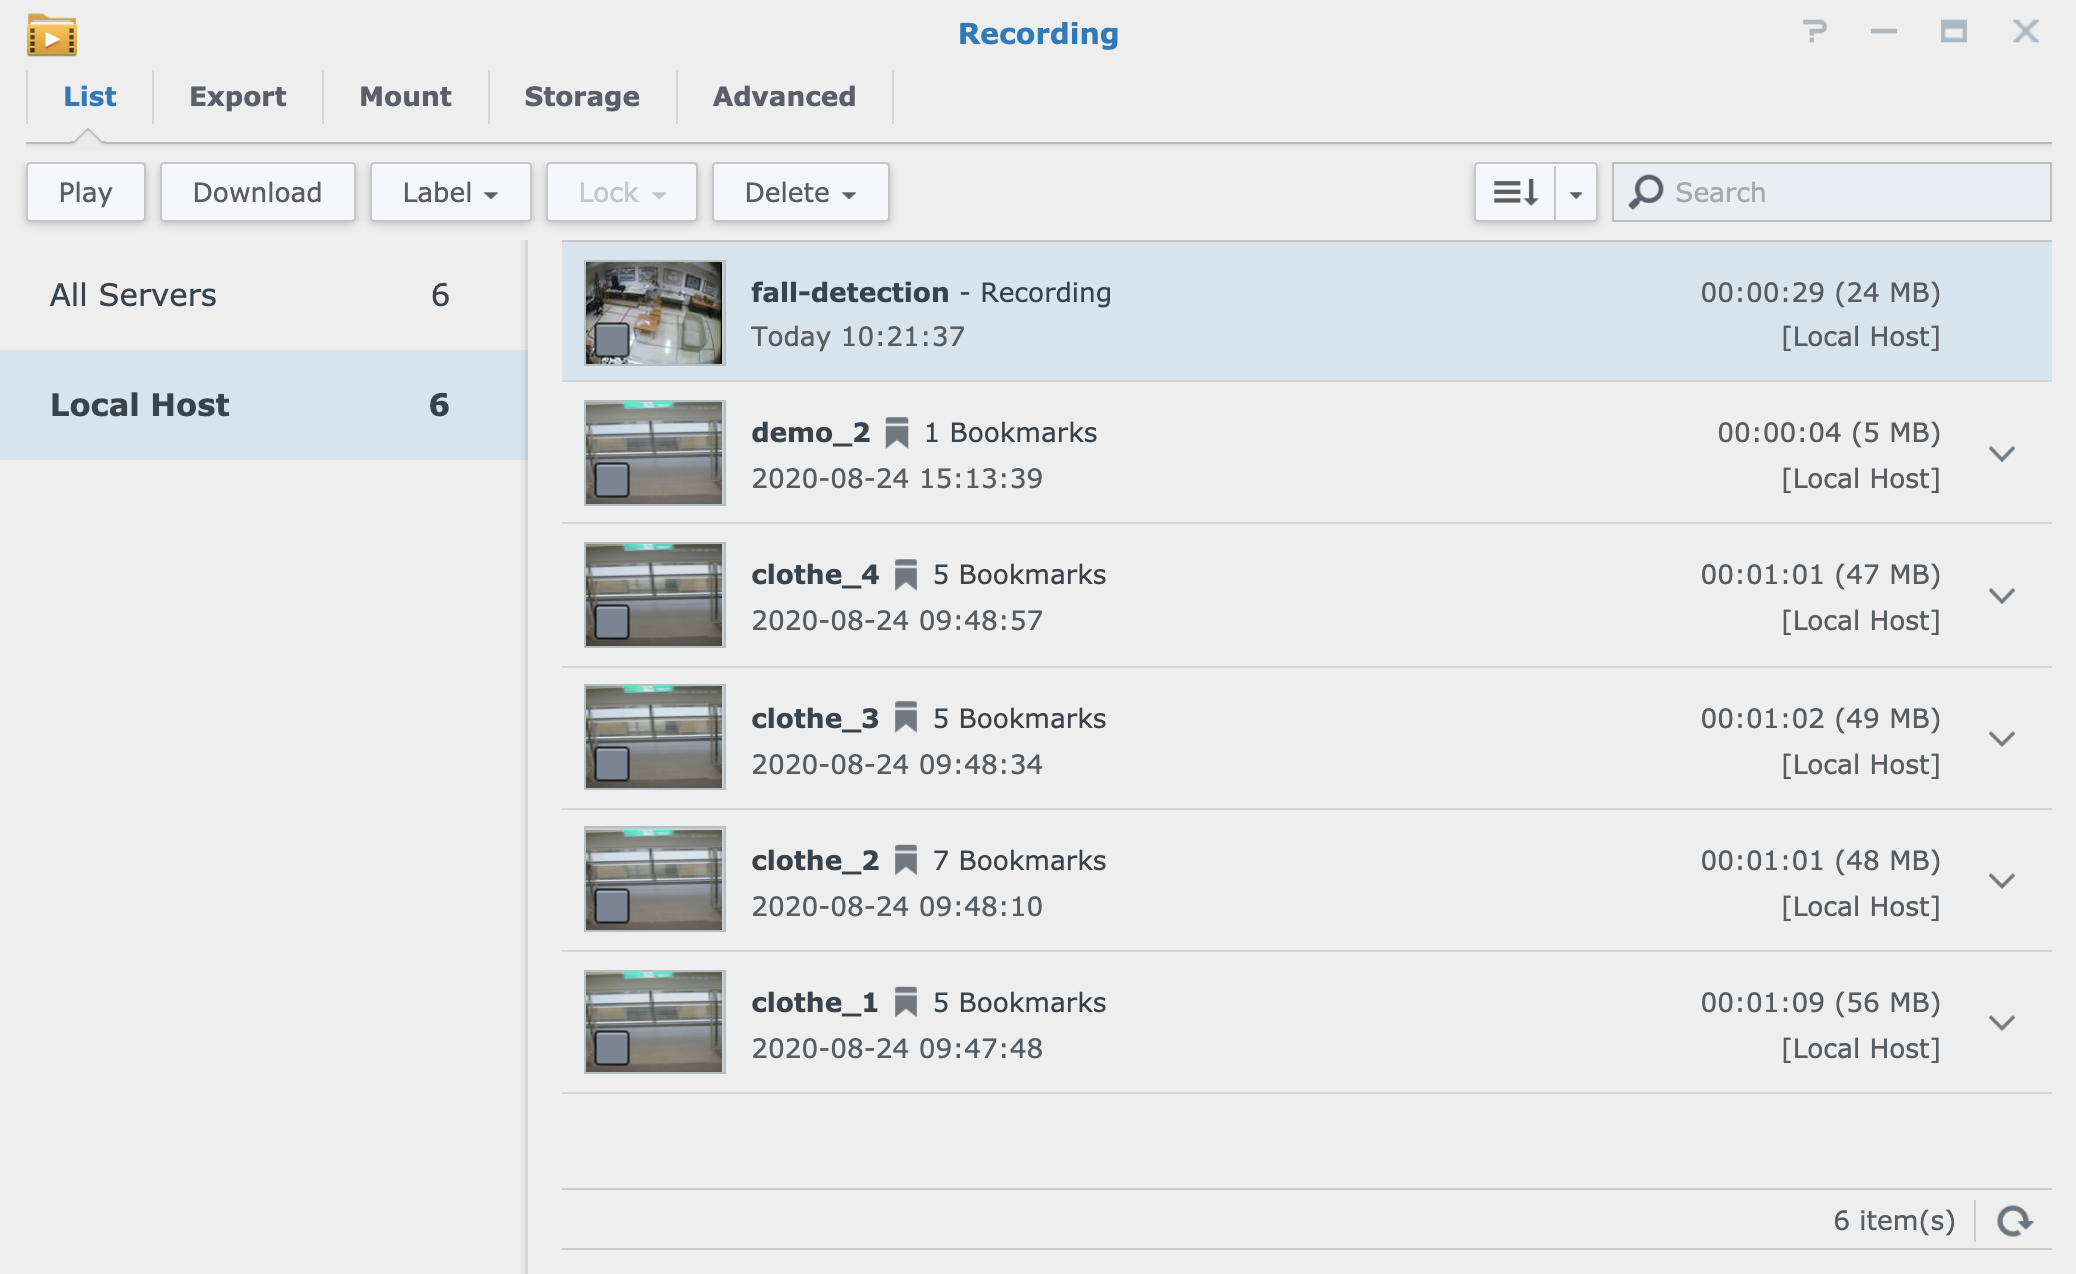 Recording
List Export Mount Storage Advanced
Play Download Label Lock Delete Search
All Servers 6
Local Host 6
fall-detection - Recording 00:00:29 (24 MB)
Today 10:21:37 [Local Host]
demo_2 1 Bookmarks 00:00:04 (5 MB)
2020-08-24 15:13:39 [Local Host]
clothe_4 5 Bookmarks 00:01:01 (47 MB)
2020-08-24 09:48:57 [Local Host]
clothe_3 5 Bookmarks 00:01:02 (49 MB)
2020-08-24 09:48:34 [Local Host]
clothe_2 7 Bookmarks 00:01:01 (48 MB)
2020-08-24 09:48:10 [Local Host]
clothe_1 5 Bookmarks 00:01:09 (56 MB)
2020-08-24 09:47:48 [Local Host]
6 item(s)